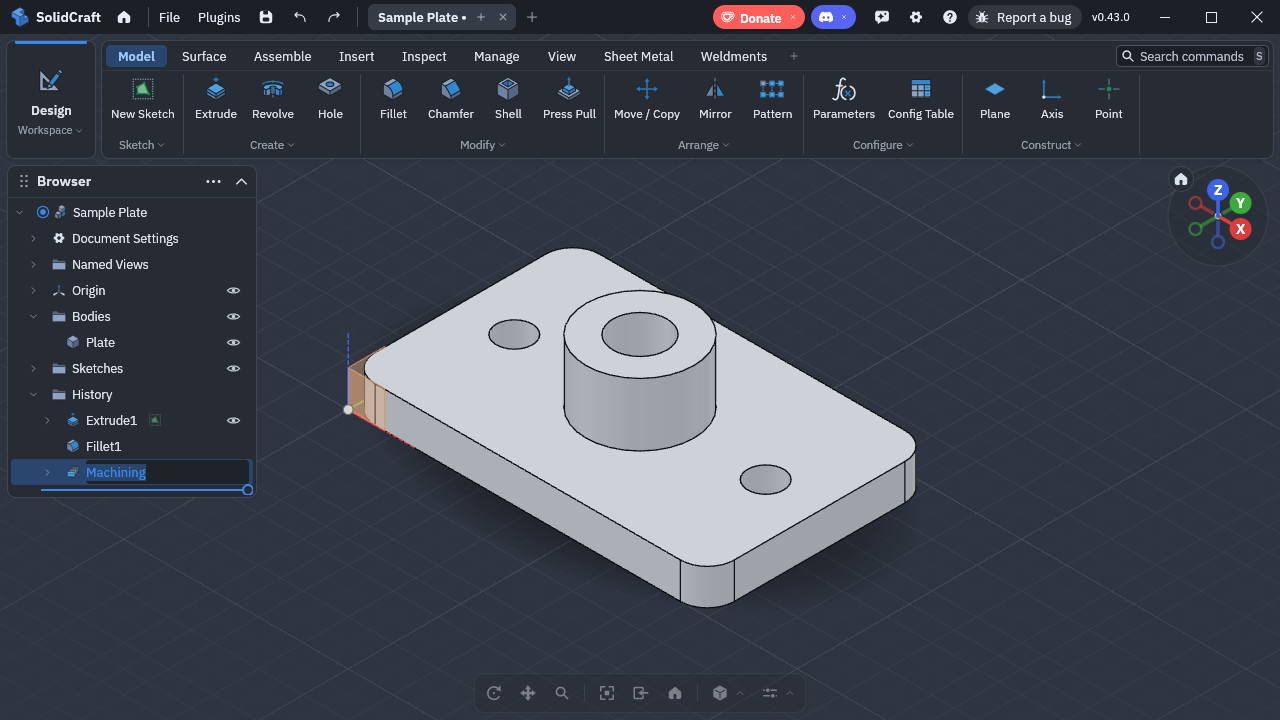 SolidCraft File Plugins Sample Plate • Donate Report a bug v0.43.0
Model Surface Assemble Insert Inspect Manage View Sheet Metal Weldments Search commands S
Design
Workspace
New Sketch Extrude Revolve Hole Fillet Chamfer Shell Press Pull Move / Copy Mirror Pattern Parameters Config Table Plane Axis Point
Sketch Create Modify Arrange Configure Construct
Browser
Sample Plate
Document Settings
Named Views
Origin
Bodies
Plate
Sketches
History
Extrude1
Fillet1
Machining
Z
Y
X